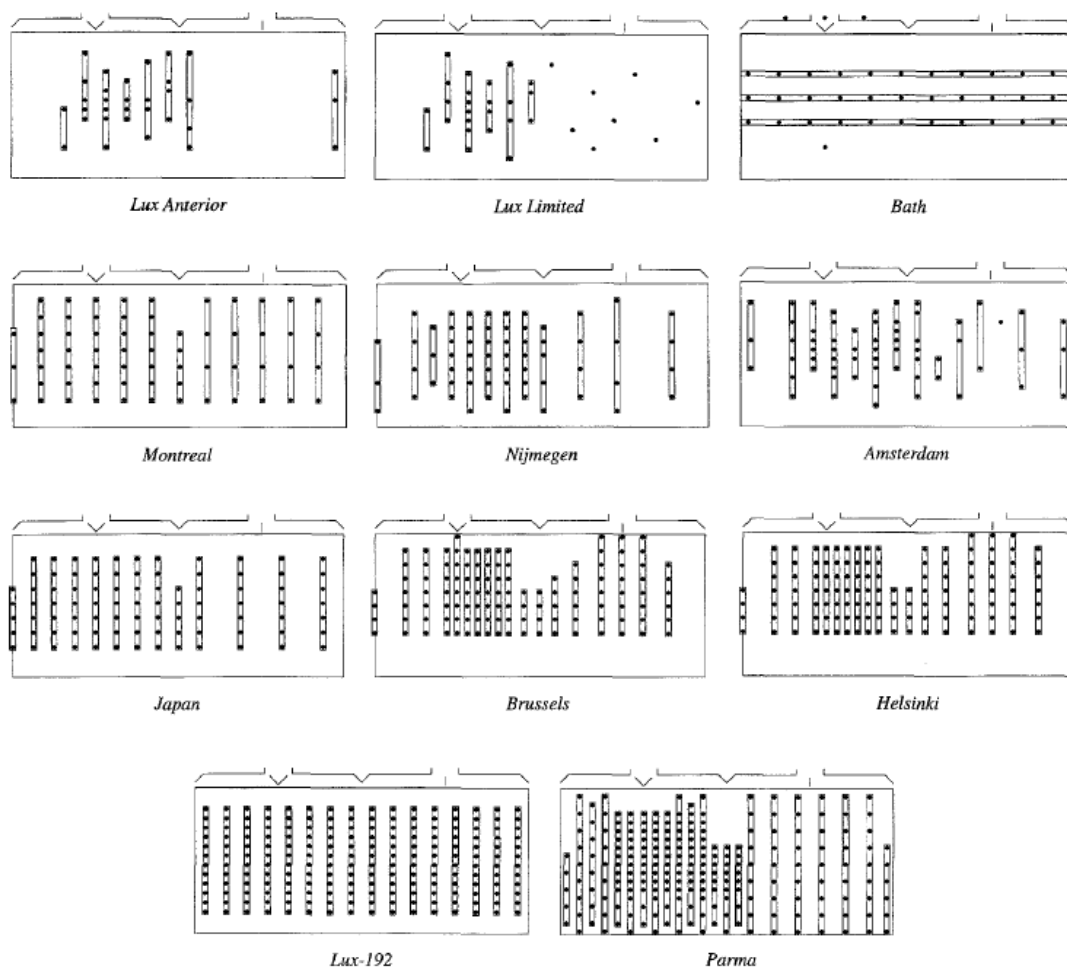 Lux Anterior
Lux Limited
Bath
Montreal
Nijmegen
Amsterdam
Japan
Brussels
Helsinki
Lux-192
Parma